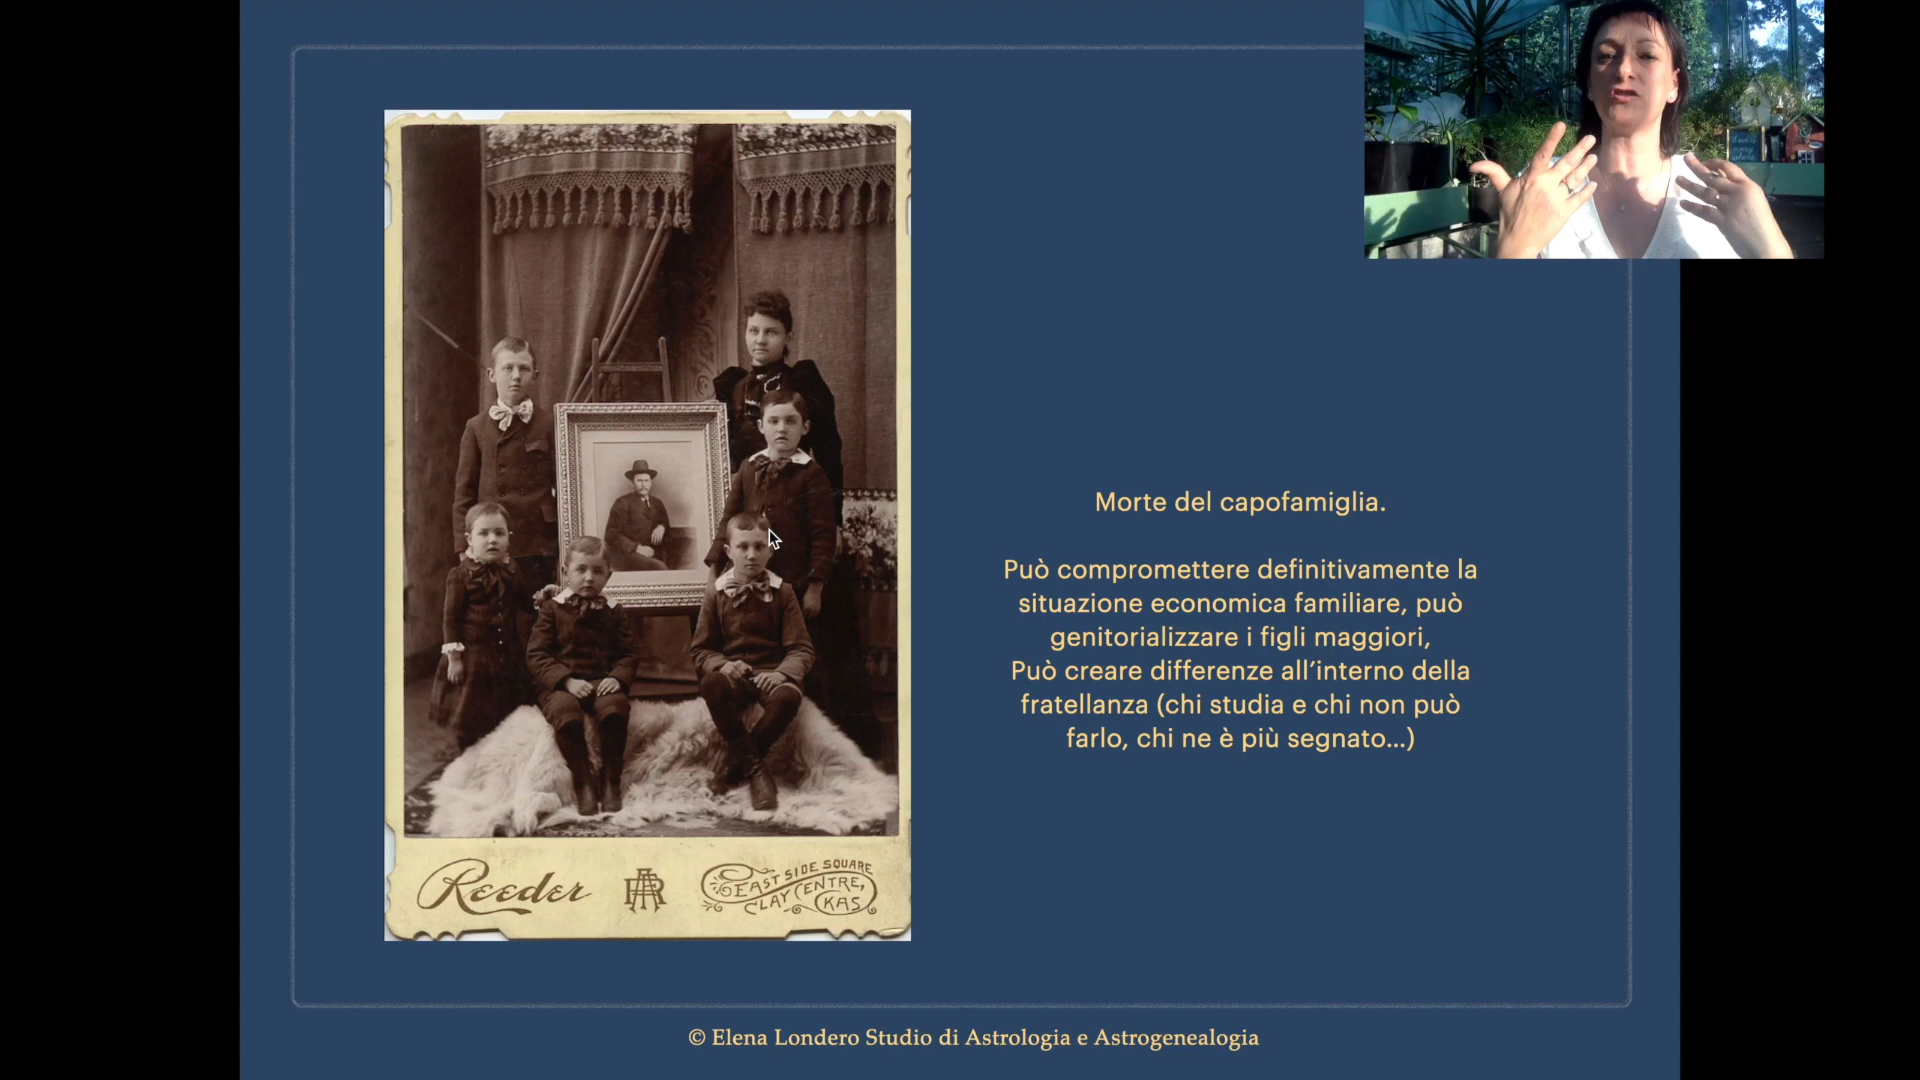 Morte del capofamiglia.
Può compromettere definitivamente la
situazione economica familiare, può
genitorializzare i figli maggiori,
Può creare differenze all’interno della
fratellanza (chi studia e chi non può
farlo, chi ne è più segnato...)
Reeder
EAST SIDE SQUARE
CLAY CENTRE,
KAS.
© Elena Londero Studio di Astrologia e Astrogenealogia